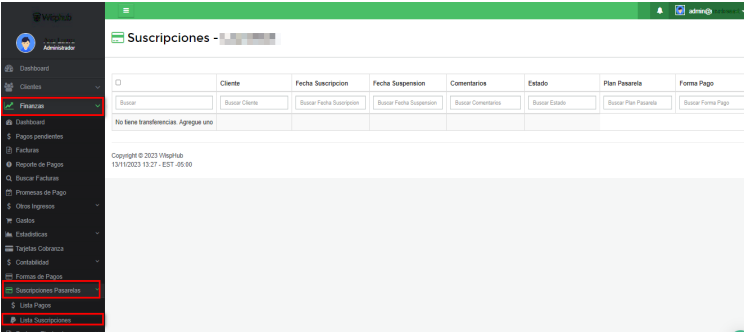 WispHub
admin@
Administrador
Suscripciones -
Dashboard
Clientes
Finanzas
Dashboard
Pagos pendientes
Facturas
Reporte de Pagos
Buscar Facturas
Promesas de Pago
Otros Ingresos
Gastos
Estadisticas
Tarjetas Cobranza
Contabilidad
Formas de Pagos
Suscripciones Pasarelas
Lista Pagos
Lista Suscripciones
Cliente Fecha Suscripcion Fecha Suspension Comentarios Estado Plan Pasarela Forma Pago
Buscar Buscar Cliente Buscar Fecha Suscripcion Buscar Fecha Suspension Buscar Comentarios Buscar Estado Buscar Plan Pasarela Buscar Forma Pago
No tiene transferencias. Agregue uno
Copyright © 2023 WispHub
13/11/2023 13:27 - EST -05:00